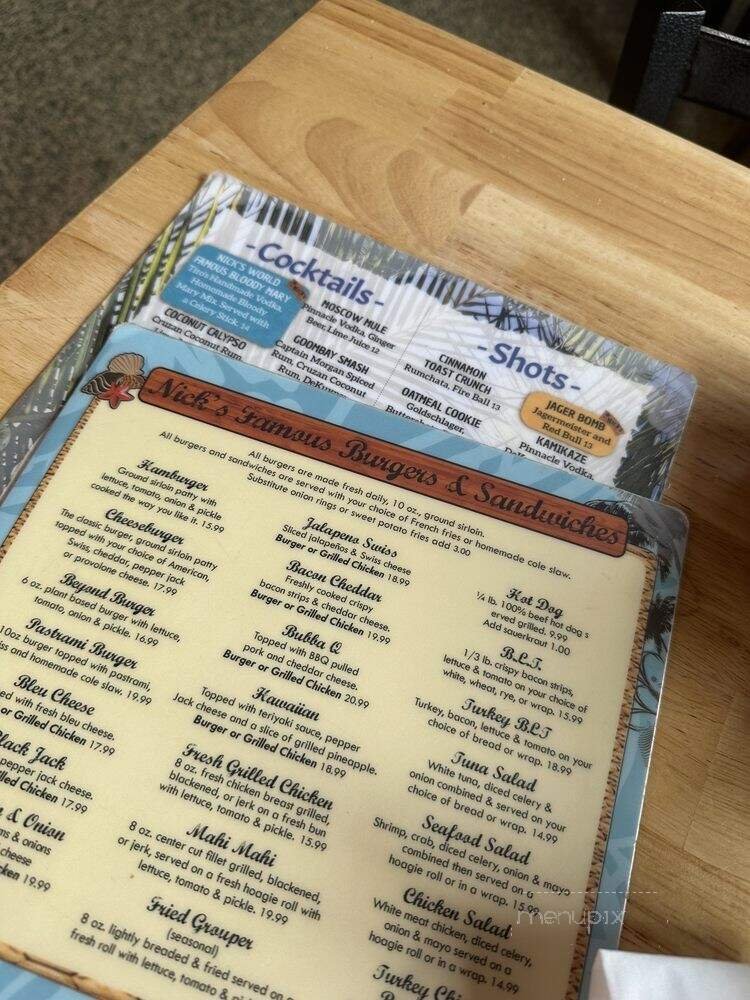 -Cocktails-
NICK'S WORLD
FAMOUS BLOODY MARY
Tito's Handmade Vodka,
Homemade Bloody
Mary Mix. Served with
a Celery Stick. 14
COCONUT CALYPSO
Cruzan Coconut Rum,
MOSCOW MULE
Pinnacle Vodka, Ginger
Beer, Lime Juice 12
GOOMBAY SMASH
Captain Morgan Spiced
Rum, Cruzan Coconut
-Shots-
CINNAMON
TOAST CRUNCH
Rumchata, Fire Ball 13
OATMEAL COOKIE
Goldschlager,
JAGER BOMB
Jagermeister and
Red Bull 13
KAMIKAZE
Pinnacle Vodka,
Nick's Famous Burgers & Sandwiches
All burgers are made fresh daily, 10 oz., ground sirloin.
All burgers and sandwiches are served with your choice of French fries or homemade cole slaw.
Substitute onion rings or sweet potato fries add 3.00
Hamburger
Ground sirloin patty with
lettuce, tomato, onion & pickle
cooked the way you like it. 15.99
Cheeseburger
The classic burger, ground sirloin patty
topped with your choice of American,
Swiss, cheddar, pepper jack
or provolone cheese. 17.99
Beyond Burger
6 oz. plant based burger with lettuce,
tomato, onion & pickle. 16.99
Pastrami Burger
10oz burger topped with pastrami,
ss and homemade cole slaw. 19.99
Bleu Cheese
ed with fresh bleu cheese.
or Grilled Chicken 17.99
lack Jack
pepper jack cheese.
lled Chicken 17.99
& Onion
ms & onions
cheese
ken 19.99
Jalapeno Swiss
Sliced jalapeños & Swiss cheese
Burger or Grilled Chicken 18.99
Bacon Cheddar
Freshly cooked crispy
bacon strips & cheddar cheese.
Burger or Grilled Chicken 19.99
Bubba Q
Topped with BBQ pulled
pork and cheddar cheese.
Burger or Grilled Chicken 20.99
Hawaiian
Topped with teriyaki sauce, pepper
Jack cheese and a slice of grilled pineapple.
Burger or Grilled Chicken 18.99
Fresh Grilled Chicken
8 oz. fresh chicken breast grilled,
blackened, or jerk on a fresh bun
with lettuce, tomato & pickle. 15.99
Mahi Mahi
8 oz. center cut fillet grilled, blackened,
or jerk, served on a fresh hoagie roll with
lettuce, tomato & pickle. 19.99
Fried Grouper
(seasonal)
8 oz. lightly breaded & fried served on a
fresh roll with lettuce, tomato &
Hot Dog
¼ lb. 100% beef hot dog s
erved grilled. 9.99
Add sauerkraut 1.00
B.L.T.
1/3 lb. crispy bacon strips,
lettuce & tomato on your choice of
white, wheat, rye, or wrap. 15.99
Turkey BLT
Turkey, bacon, lettuce & tomato on your
choice of bread or wrap. 18.99
Tuna Salad
White tuna, diced celery &
onion combined & served on your
choice of bread or wrap. 14.99
Seafood Salad
Shrimp, crab, diced celery, onion & mayo
combined then served on a
hoagie roll or in a wrap. 15.99
Chicken Salad
White meat chicken, diced celery,
onion & mayo served on a
hoagie roll or in a wrap. 14.99
Turkey
menupix